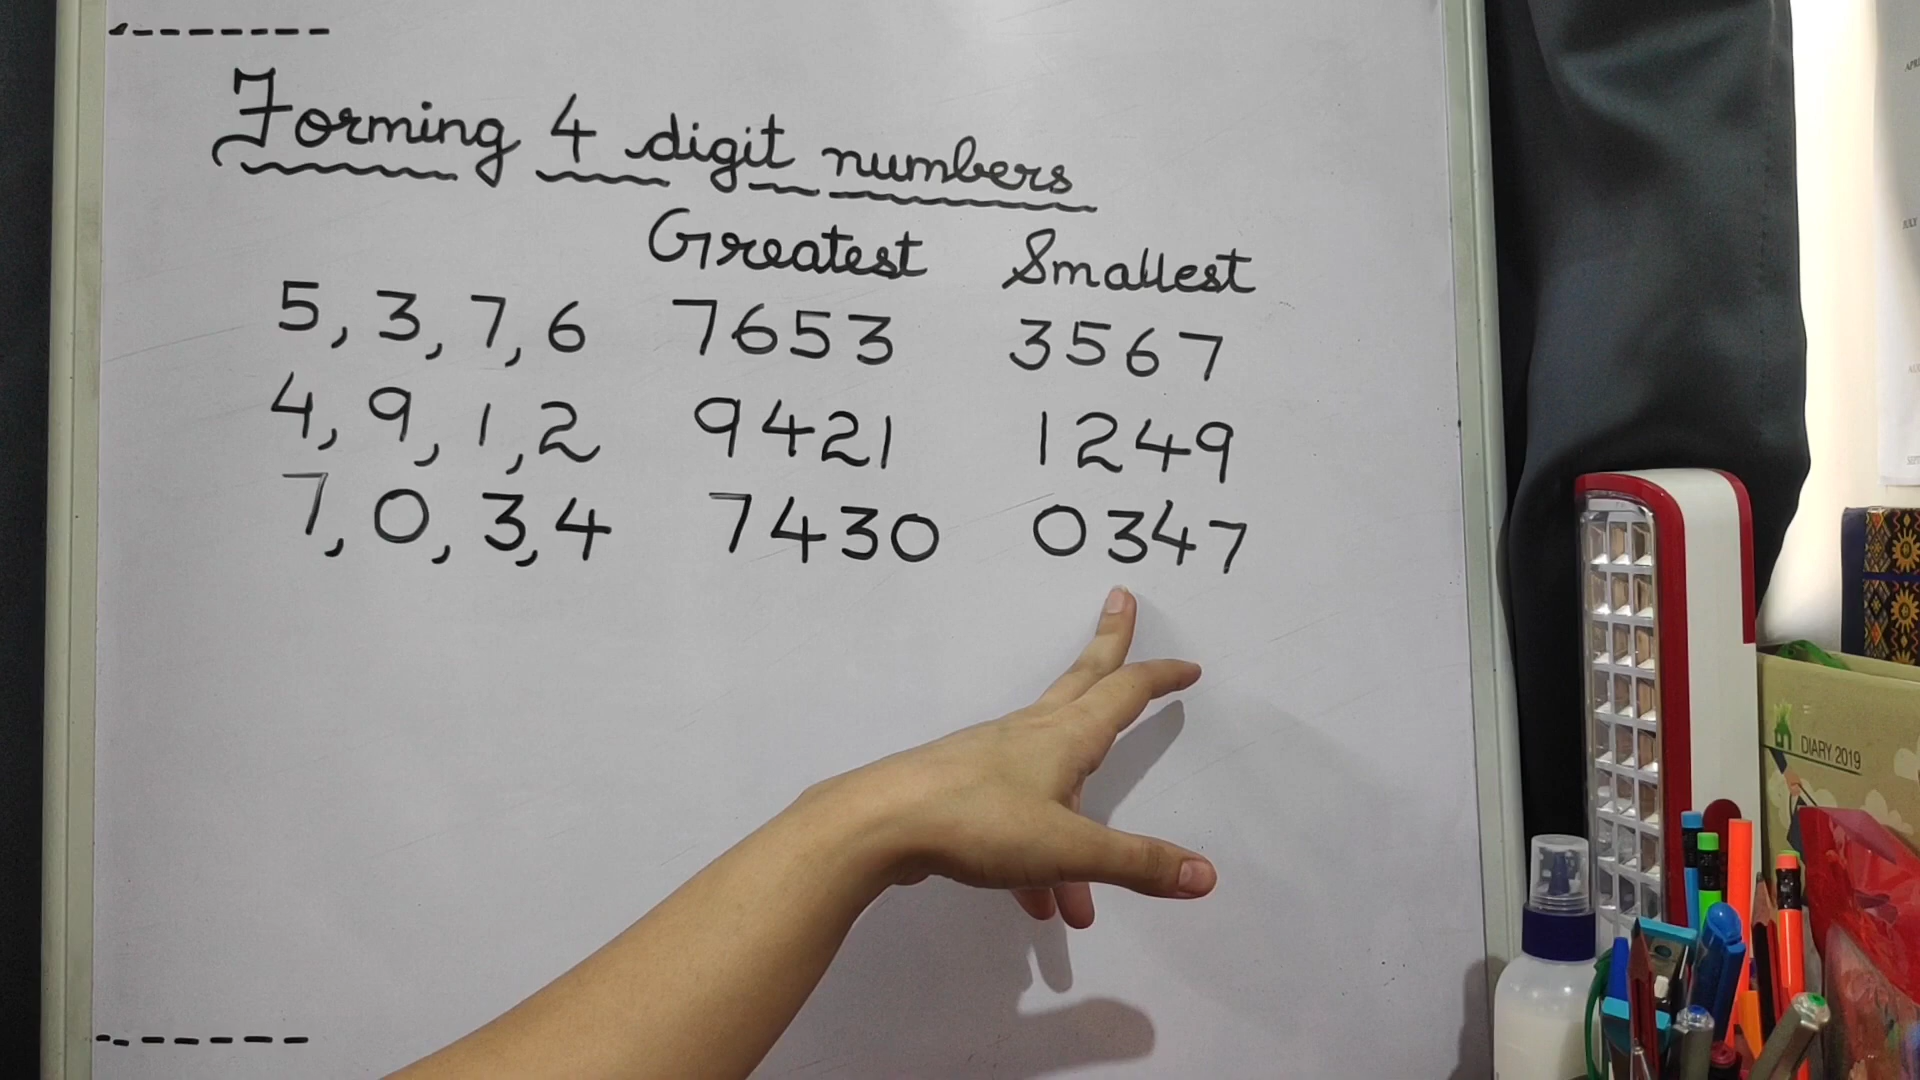 Forming 4 digit numbers
Greatest Smallest
5, 3, 7, 6 7653 3567
4, 9, 1, 2 9421 1249
7, 0, 3, 4 7430 0347
DIARY 2019
JULY